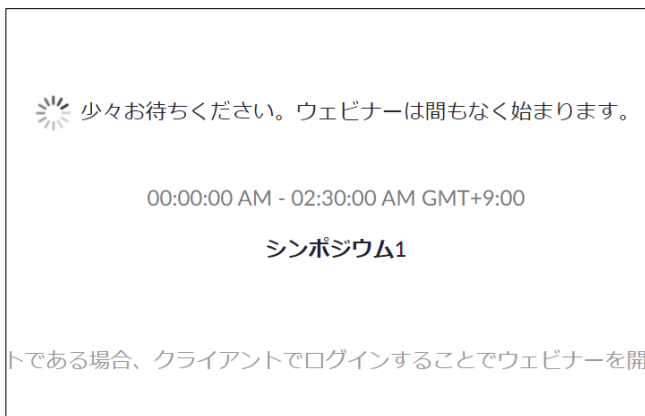 少々お待ちください。ウェビナーは間もなく始まります。
00:00:00 AM - 02:30:00 AM GMT+9:00
シンポジウム1
トである場合、クライアントでログインすることでウェビナーを開